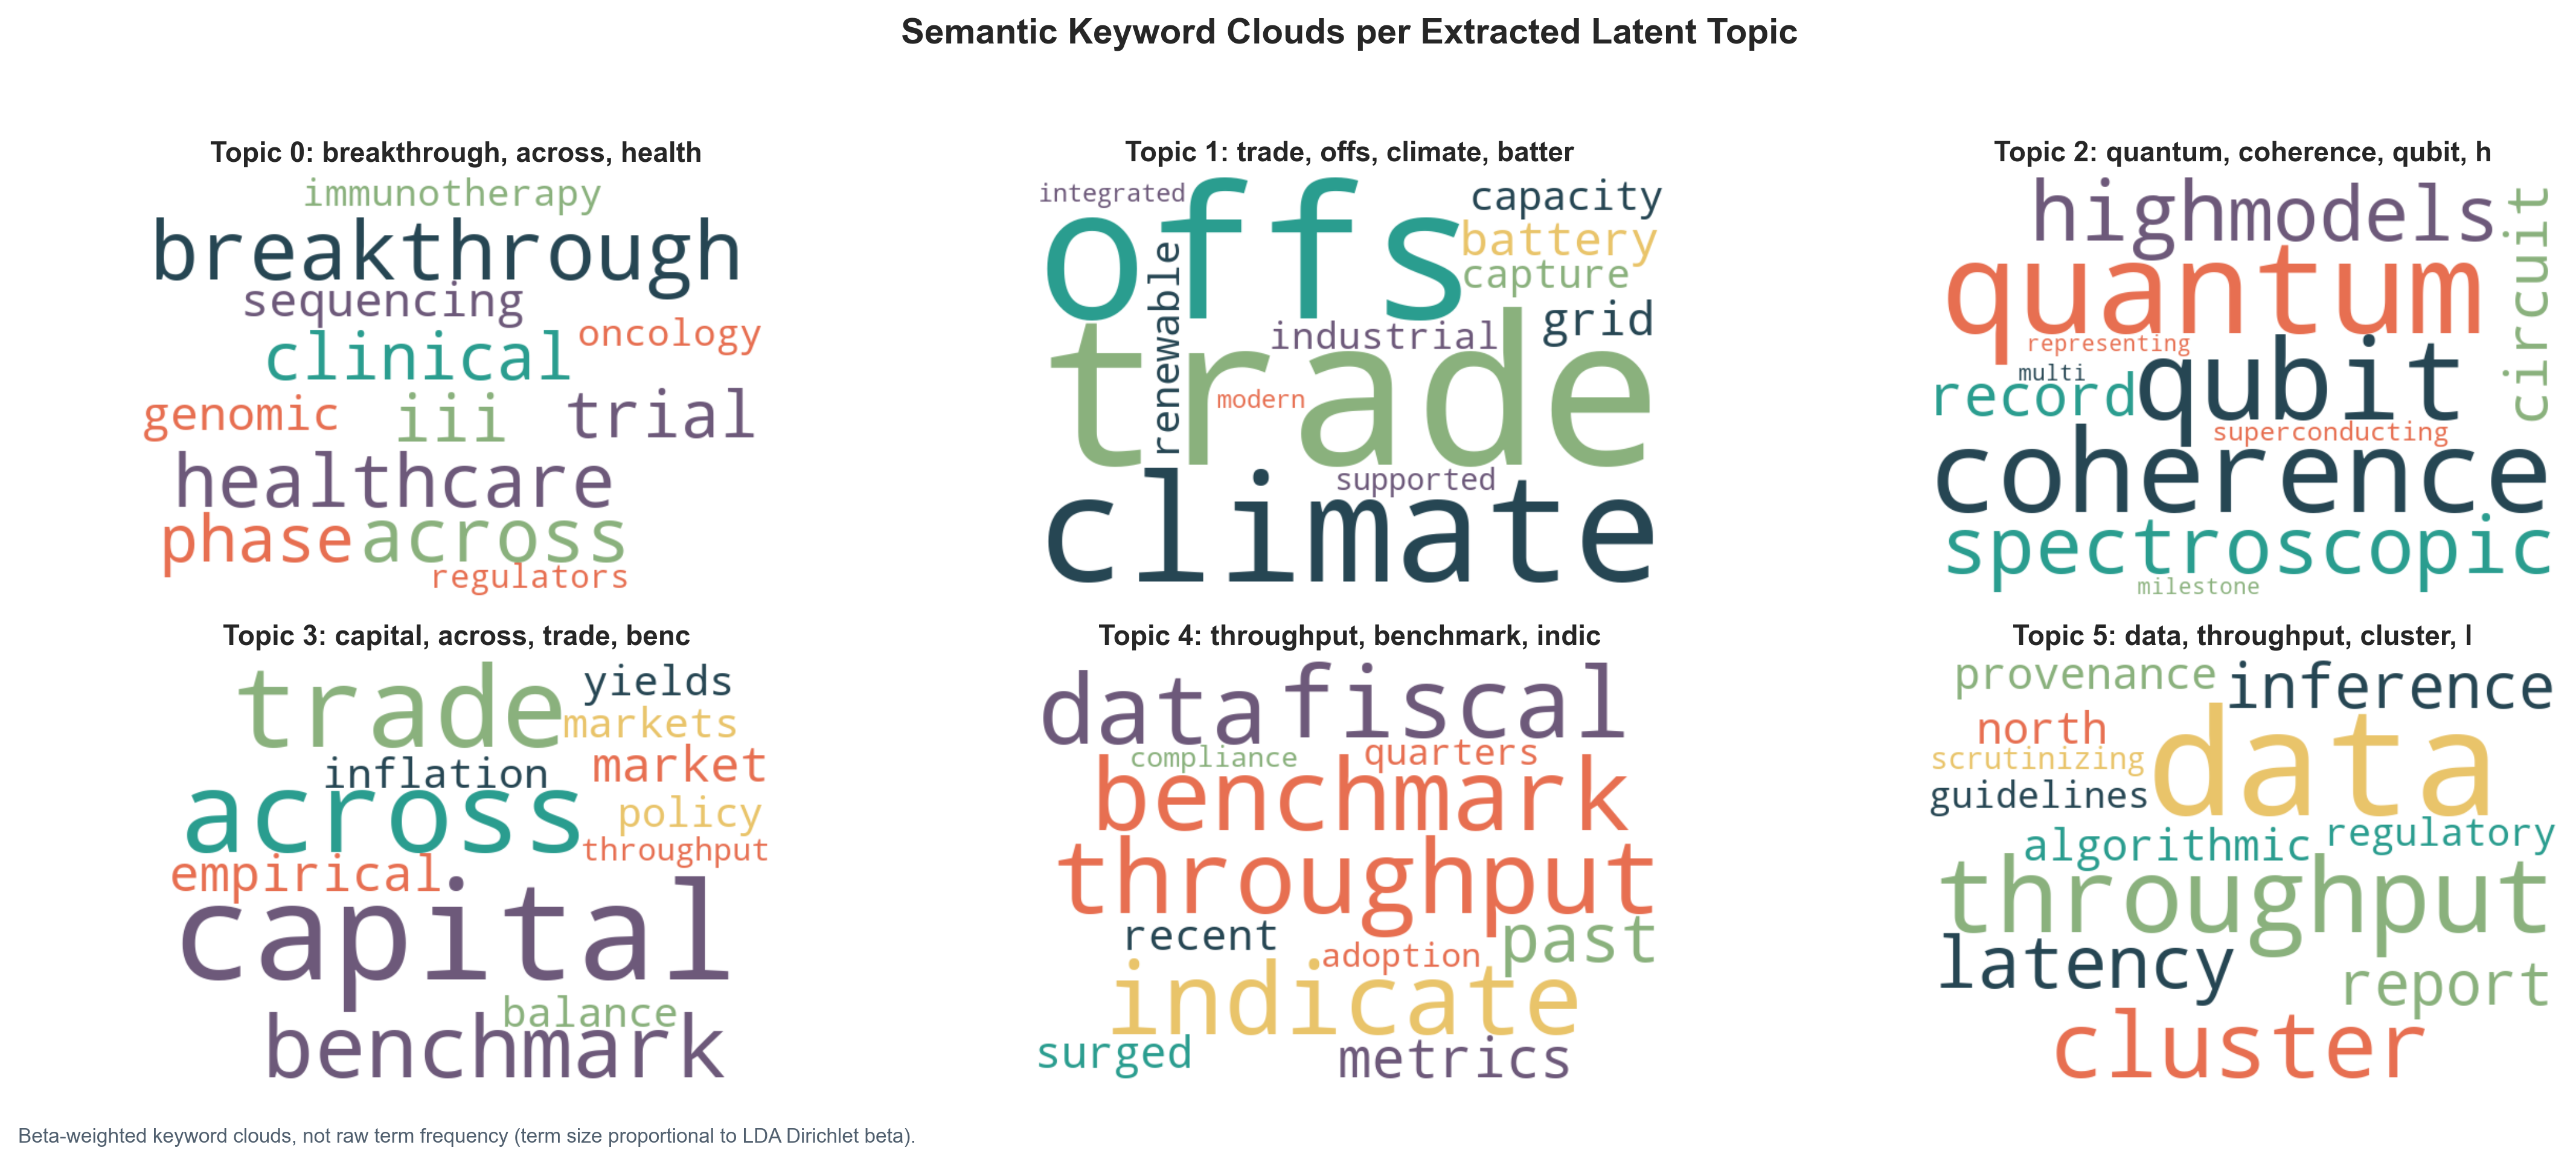 Semantic Keyword Clouds per Extracted Latent Topic
Topic 0: breakthrough, across, health
immunotherapy
breakthrough
sequencing
oncology
clinical
genomic iii trial
healthcare
phase across
regulators
Topic 1: trade, offs, climate, batter
integrated
capacity
offs
battery
capture
renewable
industrial
grid
trade
modern
supported
climate
Topic 2: quantum, coherence, qubit, h
high models
circuit
quantum
representing
multi
record
qubit
superconducting
coherence
spectroscopic
milestone
Topic 3: capital, across, trade, benc
trade
yields
markets
inflation
market
across
policy
throughput
empirical
capital
balance
benchmark
Topic 4: throughput, benchmark, indic
data fiscal
compliance
quarters
benchmark
throughput
recent
adoption
past
indicate
surged
metrics
Topic 5: data, throughput, cluster, l
provenance
inference
north
data
scrutinizing
guidelines
algorithmic
regulatory
throughput
latency
report
cluster
Beta-weighted keyword clouds, not raw term frequency (term size proportional to LDA Dirichlet beta).